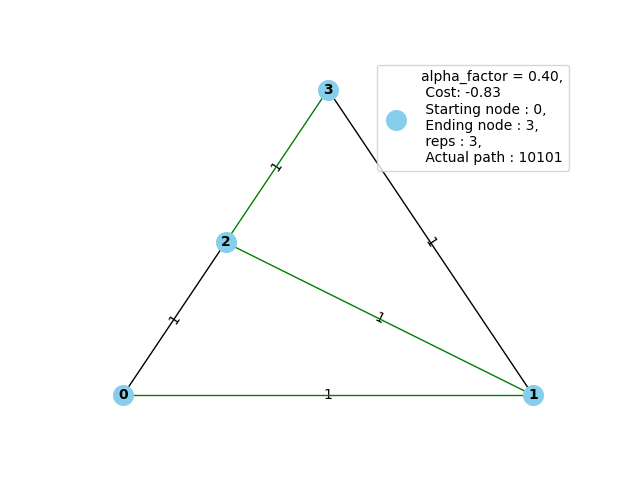 3
alpha_factor = 0.40,
Cost: -0.83
Starting node : 0,
Ending node : 3,
reps : 3,
Actual path : 10101
1
2
1
1
1
0
1
1